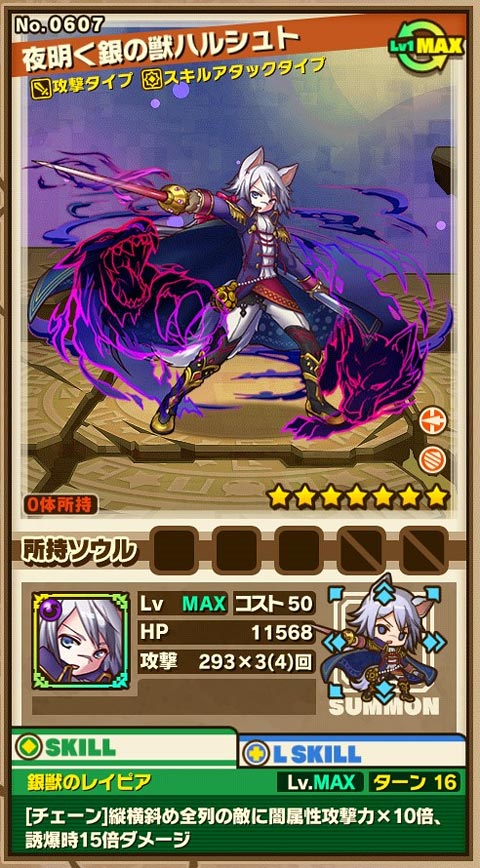 No.0607
夜明く銀の獣ハルシュト
Lv1 MAX
攻撃タイプ スキルアタックタイプ
0体所持
所持ソウル
Lv MAX コスト50
HP 11568
攻撃 293×3(4)回
SUMMON
SKILL
L SKILL
銀獣のレイピア Lv.MAX ターン 16
[チェーン]縦横斜め全列の敵に闇属性攻撃力×10倍、
誘爆時15倍ダメージ